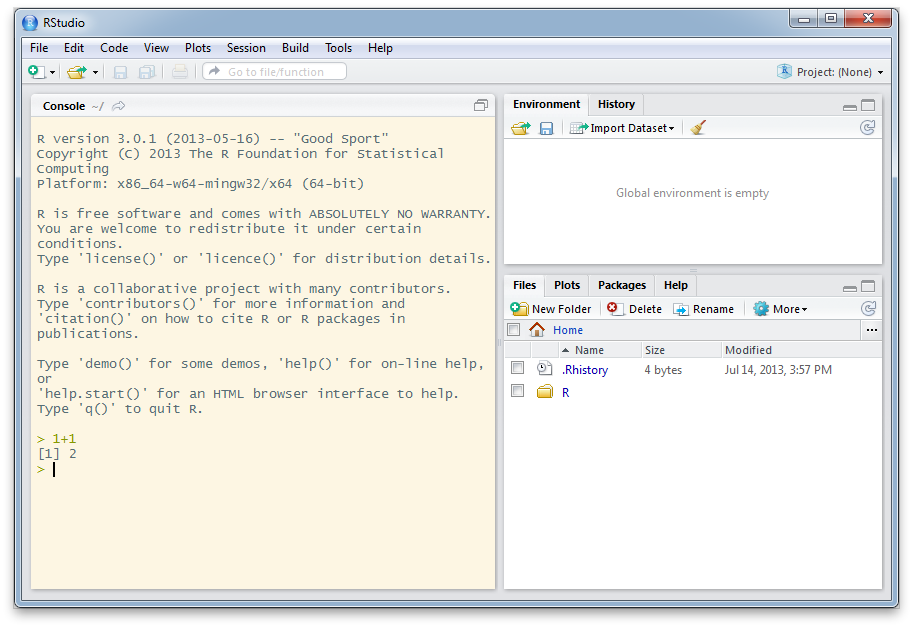 RStudio
File Edit Code View Plots Session Build Tools Help
Go to file/function
Project: (None)
Console ~/
R version 3.0.1 (2013-05-16) -- "Good Sport"
Copyright (C) 2013 The R Foundation for Statistical
Computing
Platform: x86_64-w64-mingw32/x64 (64-bit)
R is free software and comes with ABSOLUTELY NO WARRANTY.
You are welcome to redistribute it under certain
conditions.
Type 'license()' or 'licence()' for distribution details.
R is a collaborative project with many contributors.
Type 'contributors()' for more information and
'citation()' on how to cite R or R packages in
publications.
Type 'demo()' for some demos, 'help()' for on-line help,
or
'help.start()' for an HTML browser interface to help.
Type 'q()' to quit R.
> 1+1
[1] 2
>
Environment History
Import Dataset
Global environment is empty
Files Plots Packages Help
New Folder Delete Rename More
Home ...
Name Size Modified
.Rhistory 4 bytes Jul 14, 2013, 3:57 PM
R